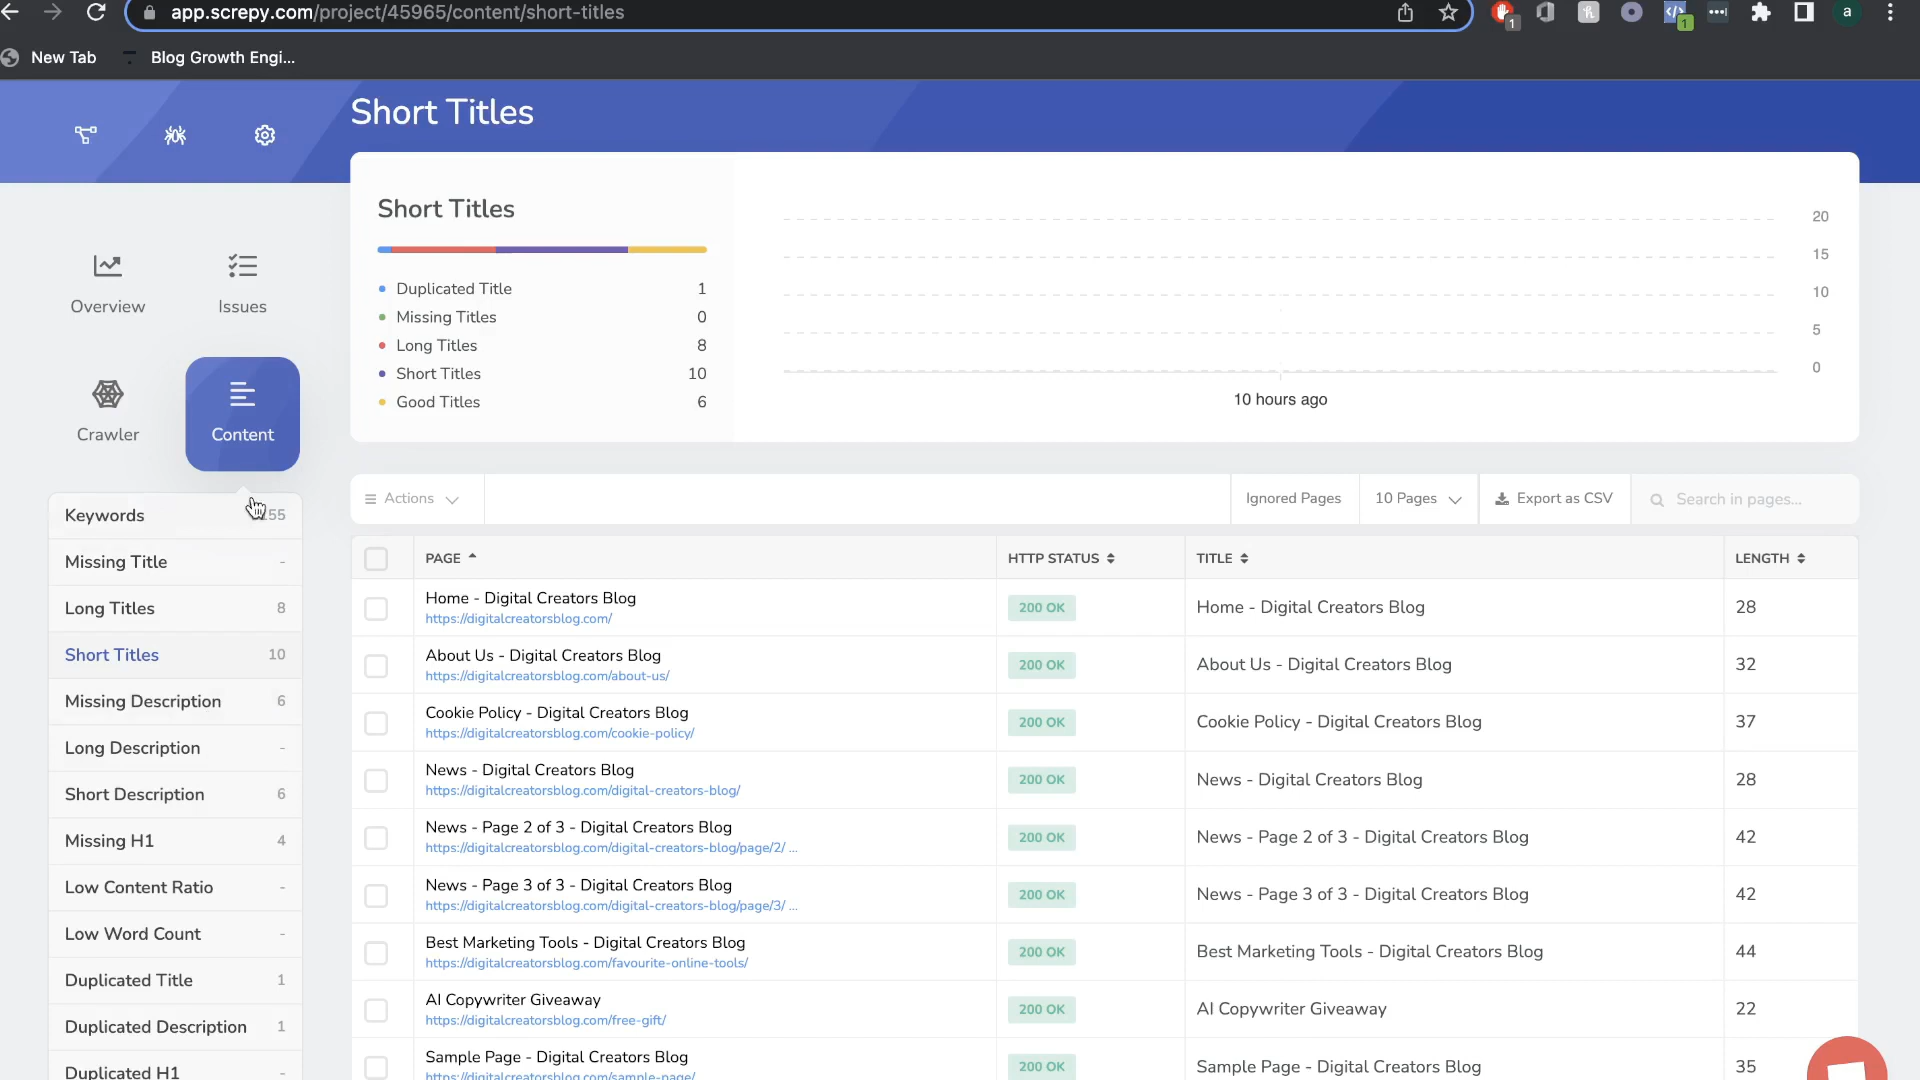 app.screpy.com/project/45965/content/short-titles
1
1
a
New Tab
Blog Growth Engi...
Short Titles
Overview
Issues
Crawler
Content
Short Titles
Duplicated Title 1
Missing Titles 0
Long Titles 8
Short Titles 10
Good Titles 6
20
15
10
5
0
10 hours ago
Keywords 55
Missing Title -
Long Titles 8
Short Titles 10
Missing Description 6
Long Description -
Short Description 6
Missing H1 4
Low Content Ratio -
Low Word Count -
Duplicated Title 1
Duplicated Description 1
Duplicated H1 -
Actions
Ignored Pages
10 Pages
Export as CSV
Search in pages...
PAGE HTTP STATUS TITLE LENGTH
Home - Digital Creators Blog
https://digitalcreatorsblog.com/
200 OK Home - Digital Creators Blog 28
About Us - Digital Creators Blog
https://digitalcreatorsblog.com/about-us/
200 OK About Us - Digital Creators Blog 32
Cookie Policy - Digital Creators Blog
https://digitalcreatorsblog.com/cookie-policy/
200 OK Cookie Policy - Digital Creators Blog 37
News - Digital Creators Blog
https://digitalcreatorsblog.com/digital-creators-blog/
200 OK News - Digital Creators Blog 28
News - Page 2 of 3 - Digital Creators Blog
https://digitalcreatorsblog.com/digital-creators-blog/page/2/ ...
200 OK News - Page 2 of 3 - Digital Creators Blog 42
News - Page 3 of 3 - Digital Creators Blog
https://digitalcreatorsblog.com/digital-creators-blog/page/3/ ...
200 OK News - Page 3 of 3 - Digital Creators Blog 42
Best Marketing Tools - Digital Creators Blog
https://digitalcreatorsblog.com/favourite-online-tools/
200 OK Best Marketing Tools - Digital Creators Blog 44
AI Copywriter Giveaway
https://digitalcreatorsblog.com/free-gift/
200 OK AI Copywriter Giveaway 22
Sample Page - Digital Creators Blog
https://digitalcreatorsblog.com/sample-page/
200 OK Sample Page - Digital Creators Blog 35